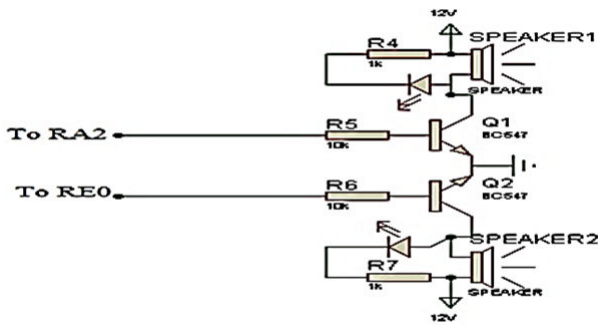 12V
SPEAKER1
R4
1k
SPEAKER
Q1
BC547
To RA2
R5
10k
To RE0
R6
10k
Q2
BC547
SPEAKER2
R7
1k
SPEAKER
12V